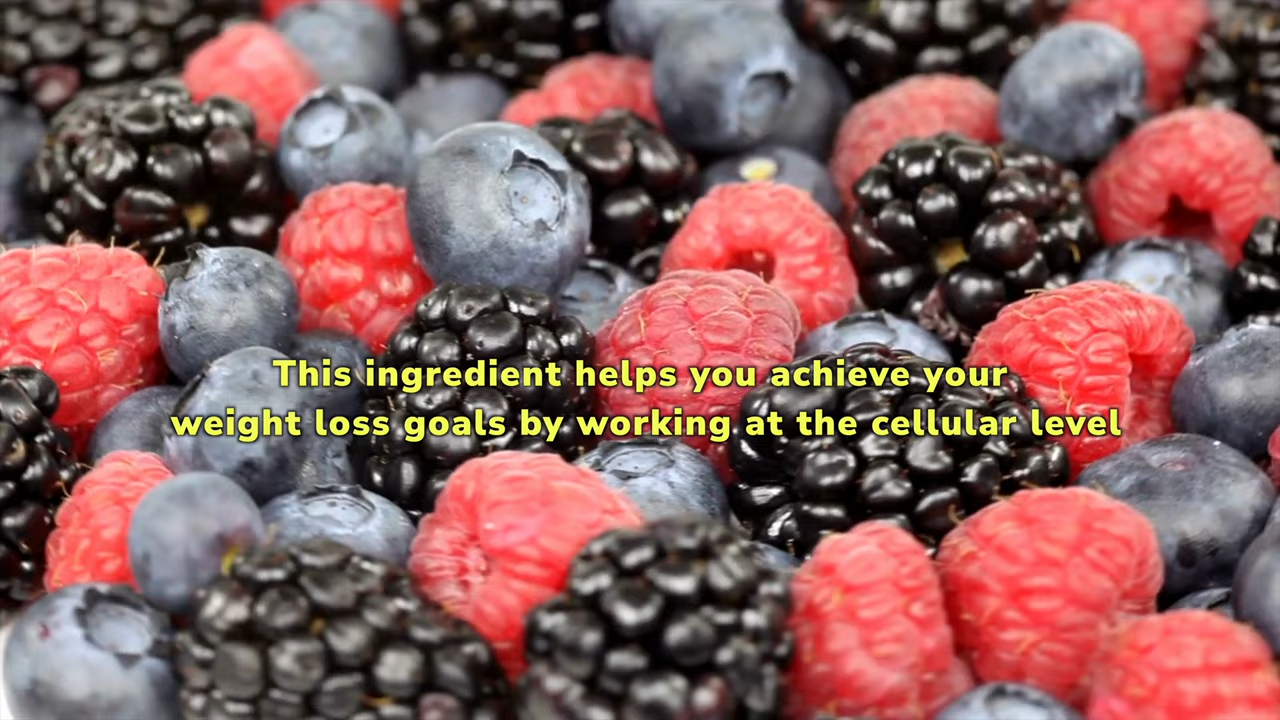 This ingredient helps you achieve your
weight loss goals by working at the cellular level